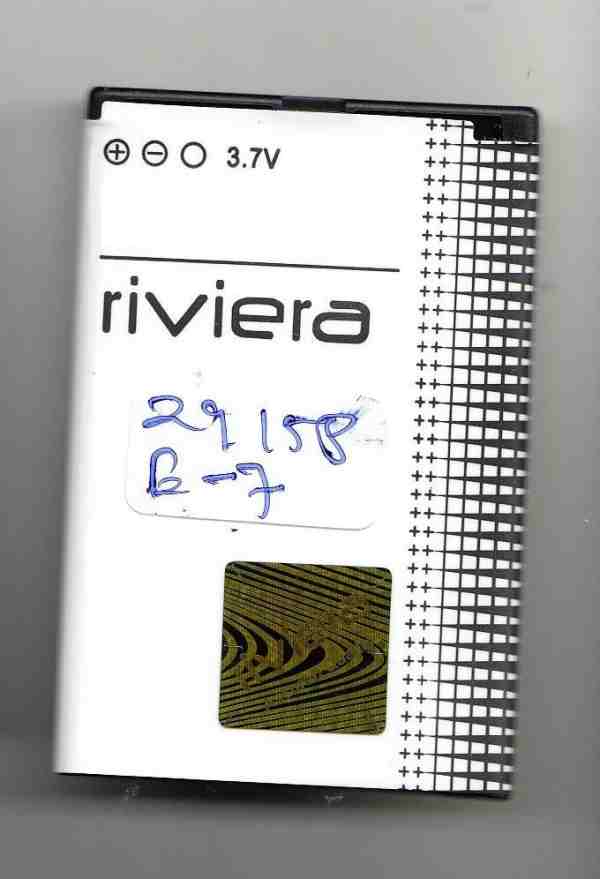 ⊕ ⊖ ○ 3.7V
riviera
29158
B-7